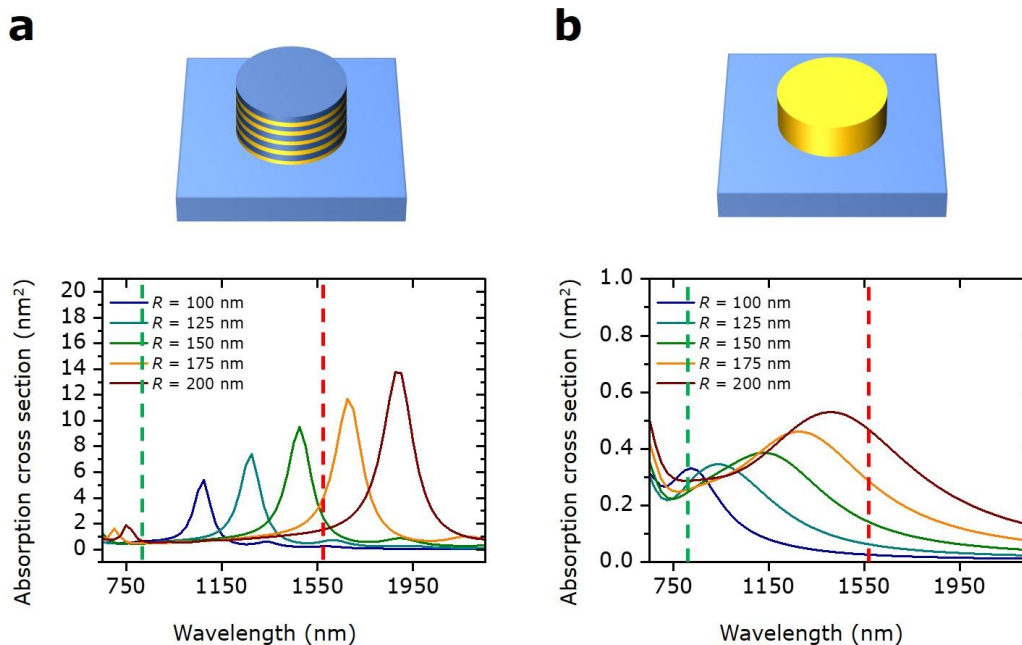 a
b
Absorption cross section (nm²)
20
18
16
14
12
10
8
6
4
2
0
R = 100 nm
R = 125 nm
R = 150 nm
R = 175 nm
R = 200 nm
750 1150 1550 1950
Wavelength (nm)
Absorption cross section (nm²)
1.0
0.8
0.6
0.4
0.2
0.0
R = 100 nm
R = 125 nm
R = 150 nm
R = 175 nm
R = 200 nm
750 1150 1550 1950
Wavelength (nm)